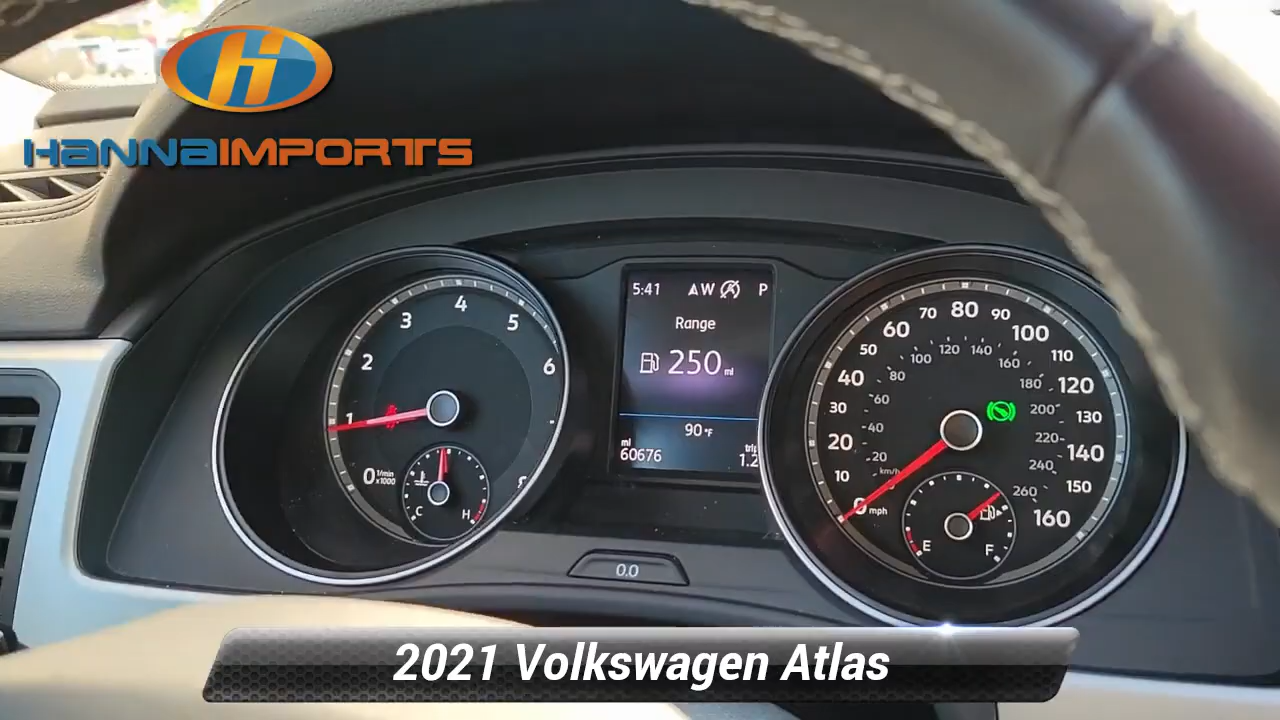 H
HANNAIMPORTS
5:41 AW P
Range
250 mi
90 °F
mi
60676
1.2
0 1 2 3 4 5 6
1/min
x1000
C H
0 10 20 30 40 50 60 70 80 90 100 110 120 130 140 150 160
mph
20 40 60 80 100 120 140 160 180 200 220 240 260
km/h
E F
0.0
2021 Volkswagen Atlas